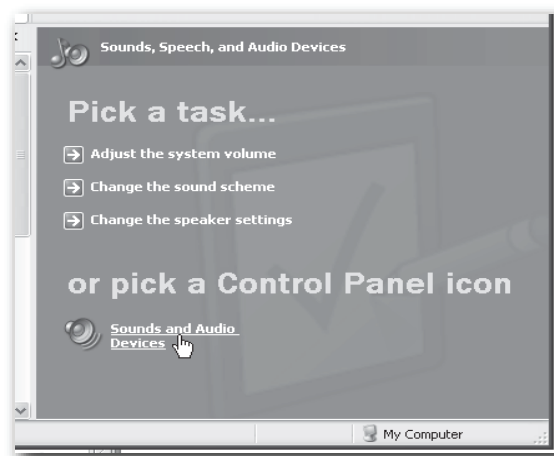 Sounds, Speech, and Audio Devices
Pick a task...
Adjust the system volume
Change the sound scheme
Change the speaker settings
or pick a Control Panel icon
Sounds and Audio
Devices
My Computer